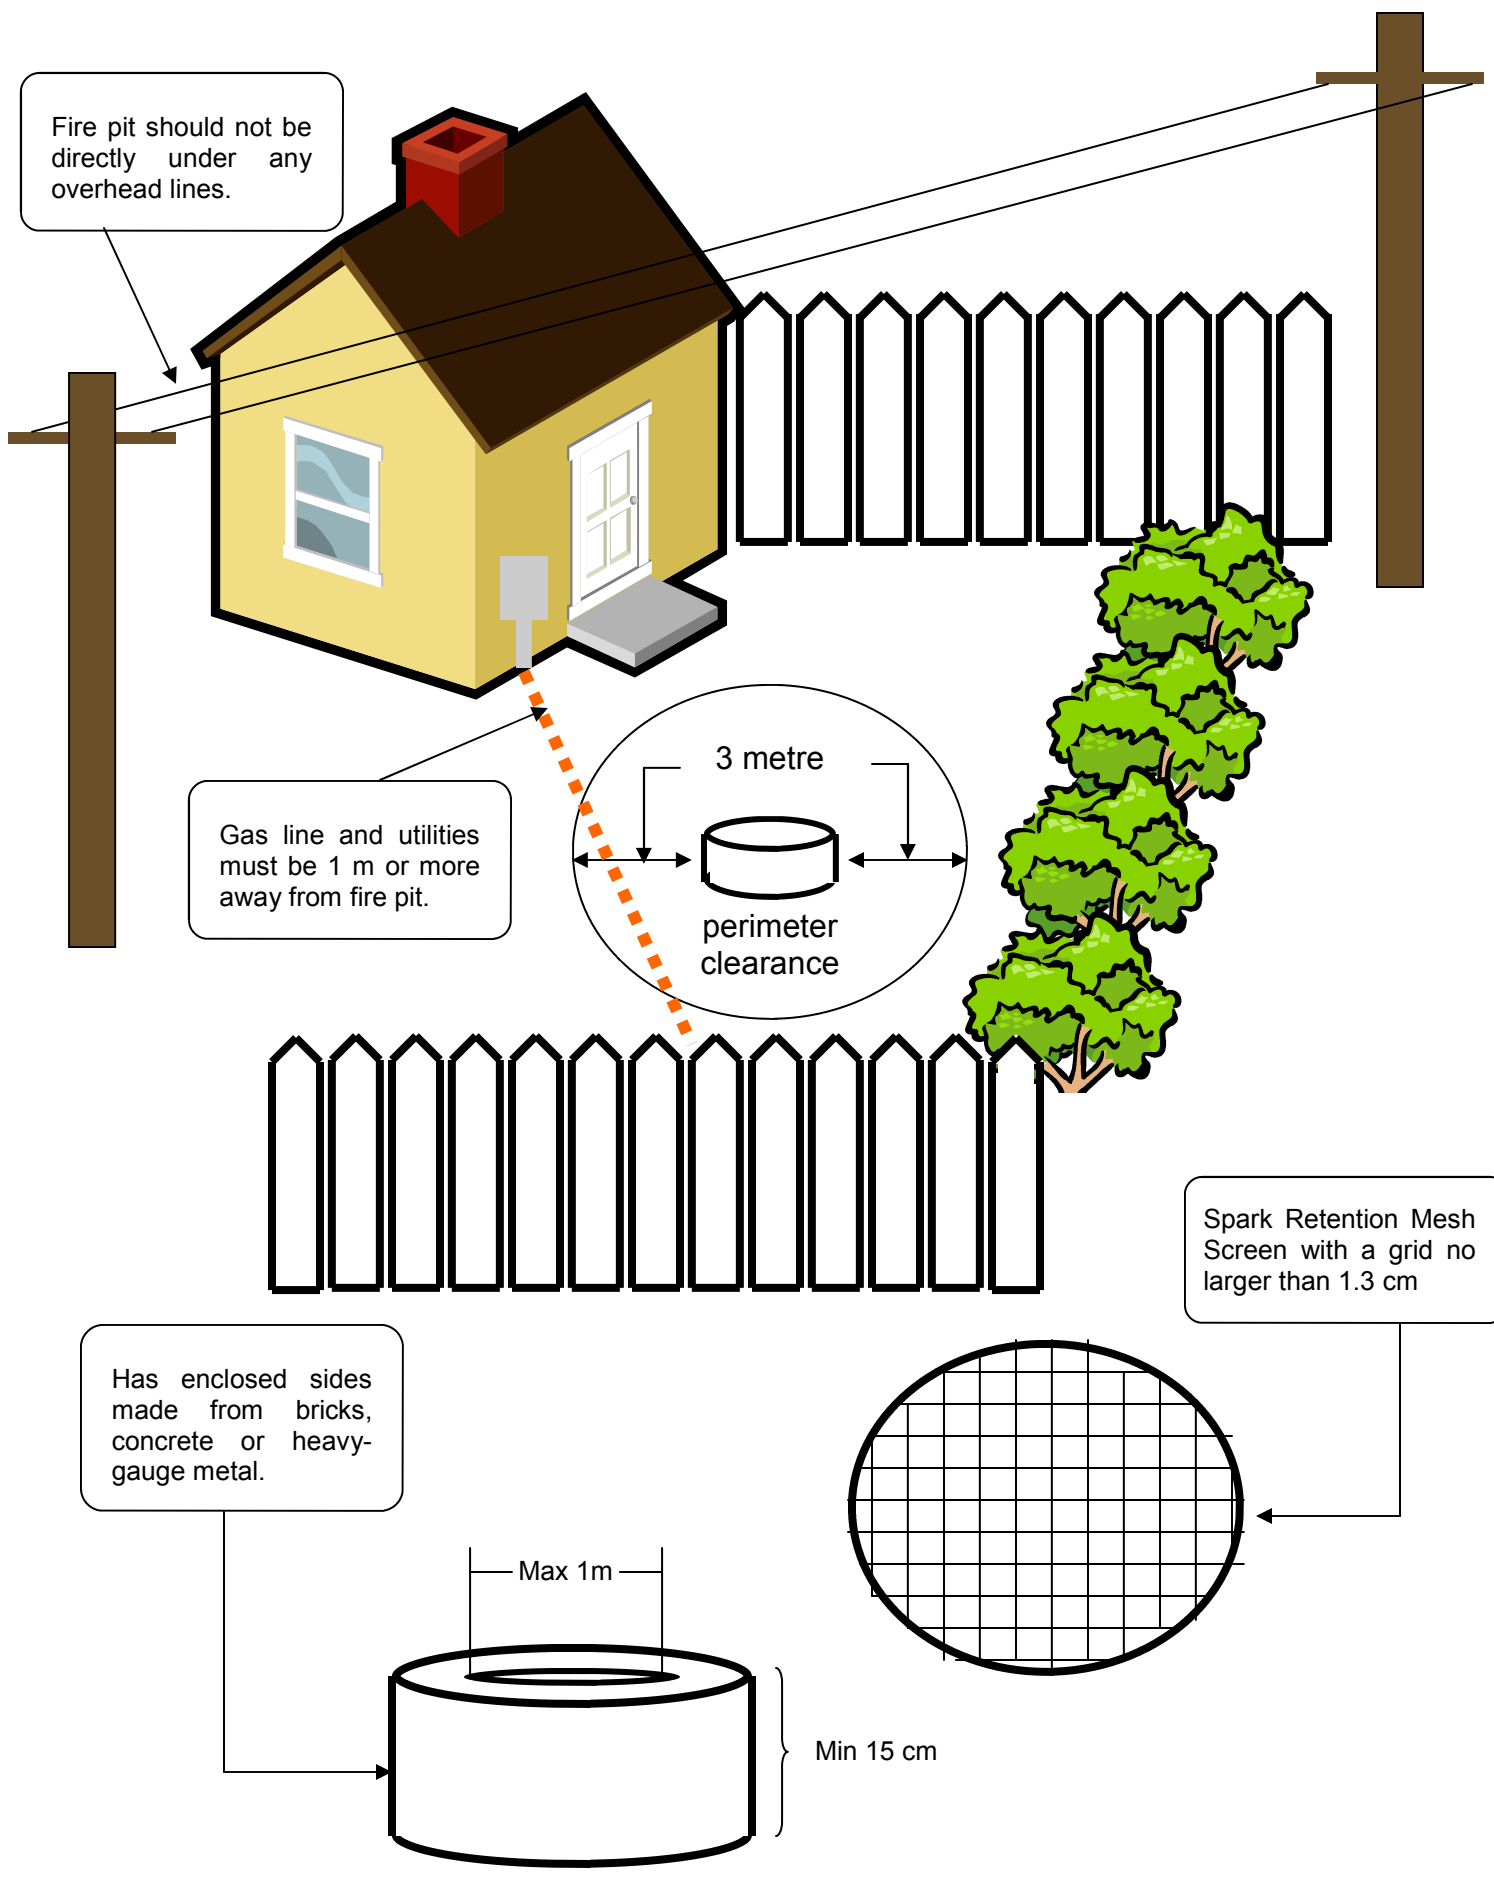 Fire pit should not be
directly under any
overhead lines.
3 metre
Gas line and utilities
must be 1 m or more
away from fire pit.
perimeter
clearance
Spark Retention Mesh
Screen with a grid no
larger than 1.3 cm
Has enclosed sides
made from bricks,
concrete or heavy-
gauge metal.
Max 1m
Min 15 cm